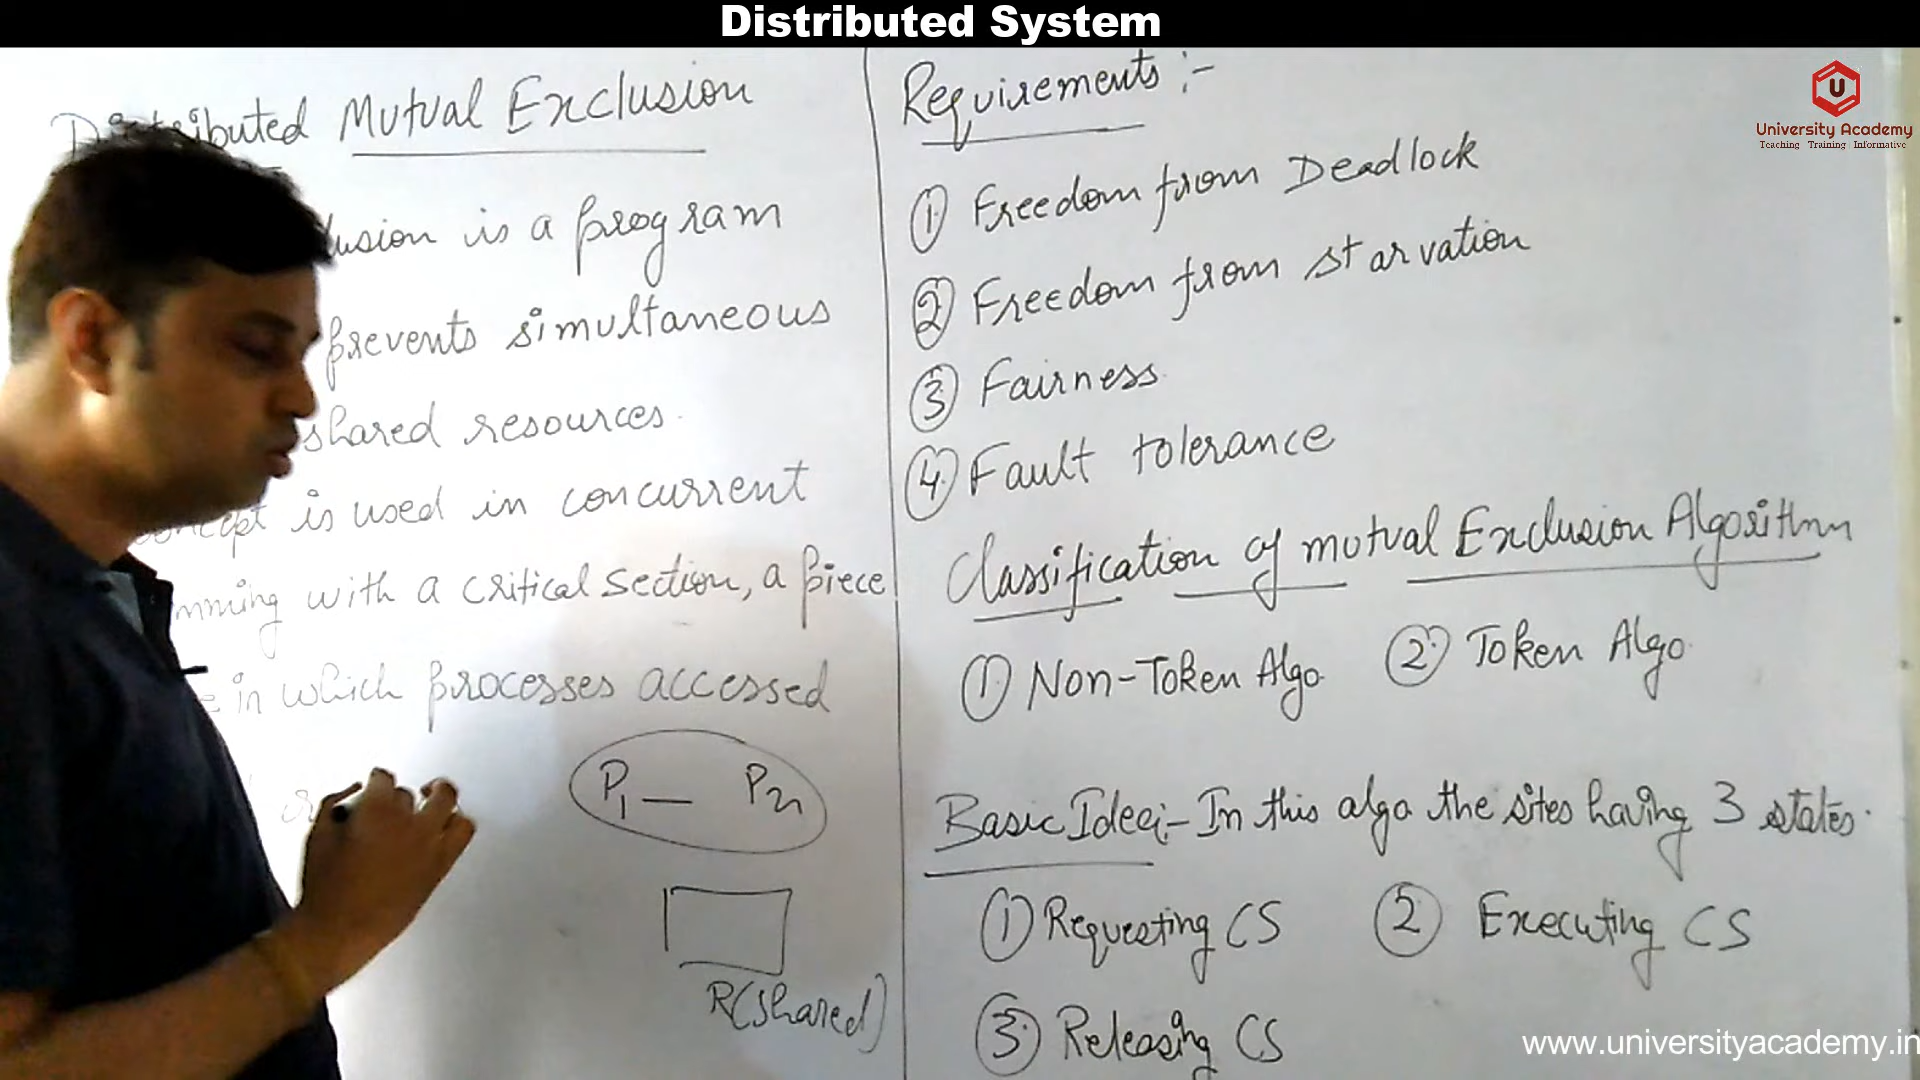 Distributed System
University Academy
Teaching Training Informative
Distributed Mutual Exclusion
lusion is a program
prevents simultaneous
shared resources.
concept is used in concurrent
mming with a critical section, a piece
in which processes accessed
P1 — Pn
R(shared)
Requirements :-
① Freedom from Deadlock
② Freedom from starvation
③ Fairness
④ Fault tolerance
Classification of mutual Exclusion Algorithm
① Non-Token Algo ② Token Algo
Basic Idea:- In this algo the sites having 3 states.
① Requesting CS ② Executing CS
③ Releasing CS
www.universityacademy.in